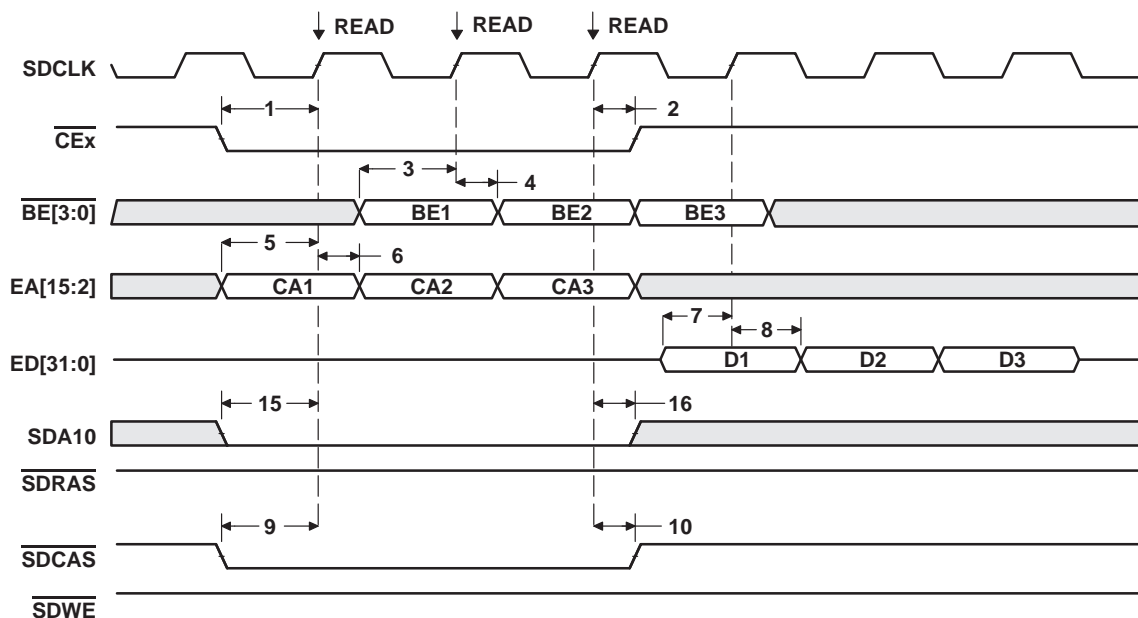 READ READ READ
SDCLK
1 2
CEx
3 4
BE[3:0] BE1 BE2 BE3
5 6
EA[15:2] CA1 CA2 CA3
7 8
ED[31:0] D1 D2 D3
15 16
SDA10
SDRAS
9 10
SDCAS
SDWE